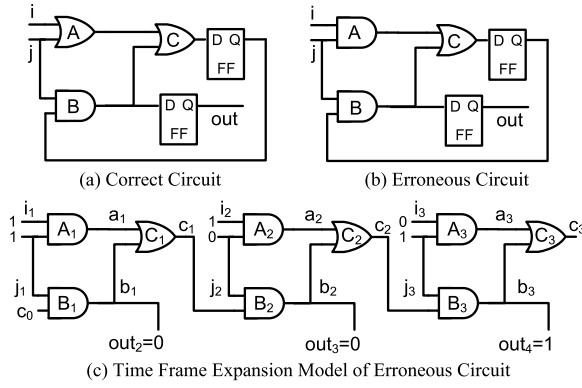 i
j
A
B
C
D Q
FF
D Q
FF
out
(a) Correct Circuit
i
j
A
B
C
D Q
FF
D Q
FF
out
(b) Erroneous Circuit
i₁
1
1
A₁
a₁
C₁
c₁
j₁
c₀
B₁
b₁
out₂=0
i₂
1
0
A₂
a₂
C₂
c₂
j₂
B₂
b₂
out₃=0
i₃
0
1
A₃
a₃
C₃
c₃
j₃
B₃
b₃
out₄=1
(c) Time Frame Expansion Model of Erroneous Circuit